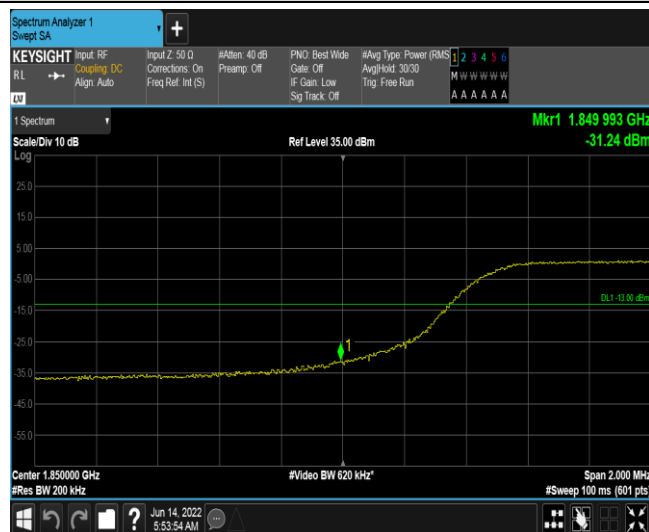 Spectrum Analyzer 1
Swept SA
+
KEYSIGHT
RL
Coupling: DC
Input: RF
Align: Auto
Input Z: 50 Ω
Corrections: On
Freq Ref: Int (S)
#Atten: 40 dB
Preamp: Off
PNO: Best Wide
Gate: Off
IF Gain: Low
Sig Track: Off
#Avg Type: Power (RMS
Avg|Hold: 30/30
Trig: Free Run
1 2 3 4 5 6
M W W W W W
A A A A A A
1 Spectrum
Scale/Div 10 dB
Ref Level 35.00 dBm
Mkr1 1.849 993 GHz
-31.24 dBm
Log
25.0
15.0
5.00
-5.00
-15.0
-25.0
-35.0
-45.0
-55.0
DL1 -13.00 dBm
1
Center 1.850000 GHz
#Res BW 200 kHz
#Video BW 620 kHz*
Span 2.000 MHz
#Sweep 100 ms (601 pts)
?
Jun 14, 2022
5:53:54 AM